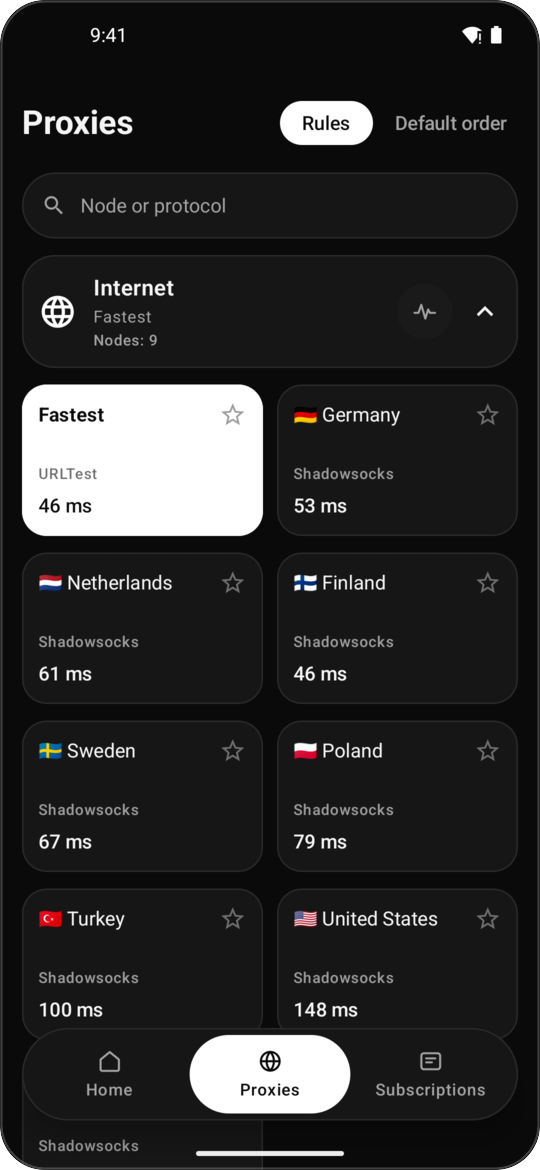 9:41
Proxies
Rules
Default order
Node or protocol
Internet
Fastest
Nodes: 9
Fastest
URLTest
46 ms
Germany
Shadowsocks
53 ms
Netherlands
Shadowsocks
61 ms
Finland
Shadowsocks
46 ms
Sweden
Shadowsocks
67 ms
Poland
Shadowsocks
79 ms
Turkey
Shadowsocks
100 ms
United States
Shadowsocks
148 ms
Home
Proxies
Subscriptions
Shadowsocks